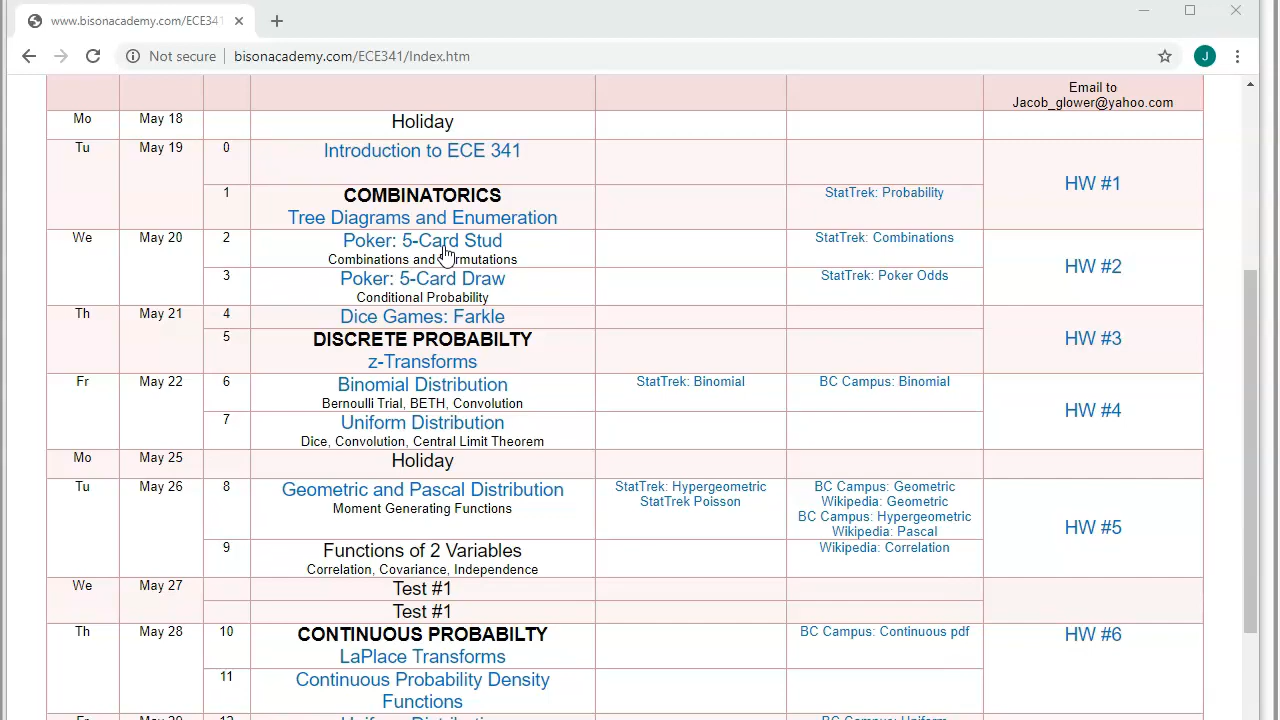 www.bisonacademy.com/ECE341
Not secure
bisonacademy.com/ECE341/Index.htm
J
Email to
Jacob_glower@yahoo.com
Mo May 18 Holiday
Tu May 19 0 Introduction to ECE 341
HW #1
1 COMBINATORICS StatTrek: Probability
Tree Diagrams and Enumeration
We May 20 2 Poker: 5-Card Stud StatTrek: Combinations
Combinations and
HW #2
3 Poker: 5-Card Draw StatTrek: Poker Odds
Conditional Probability
Th May 21 4 Dice Games: Farkle
5 DISCRETE PROBABILTY HW #3
z-Transforms
Fr May 22 6 Binomial Distribution StatTrek: Binomial BC Campus: Binomial
Bernoulli Trial, BETH, Convolution
HW #4
7 Uniform Distribution
Dice, Convolution, Central Limit Theorem
Mo May 25 Holiday
Tu May 26 8 Geometric and Pascal Distribution StatTrek: Hypergeometric BC Campus: Geometric
StatTrek Poisson Wikipedia: Geometric
Moment Generating Functions BC Campus: Hypergeometric
Wikipedia: Pascal
HW #5
9 Functions of 2 Variables Wikipedia: Correlation
Correlation, Covariance, Independence
We May 27 Test #1
Test #1
Th May 28 10 CONTINUOUS PROBABILTY BC Campus: Continuous pdf HW #6
LaPlace Transforms
11 Continuous Probability Density
Functions